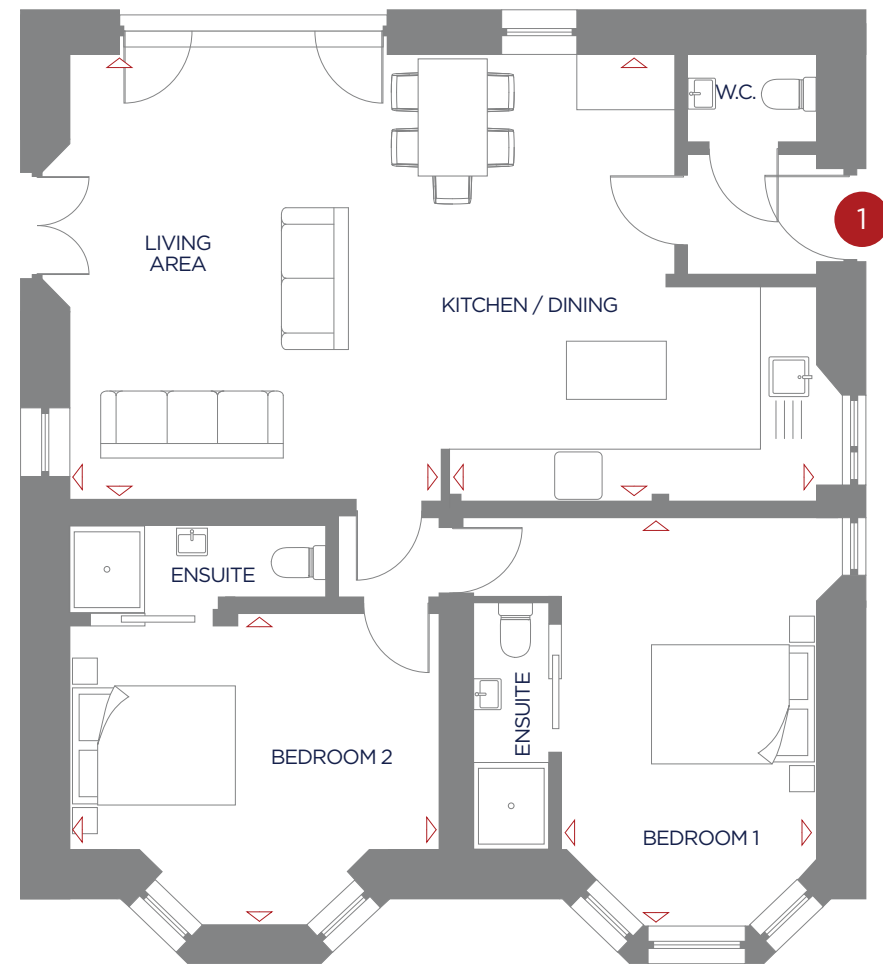 W.C.
1
LIVING
AREA
KITCHEN / DINING
ENSUITE
ENSUITE
BEDROOM 2
BEDROOM 1